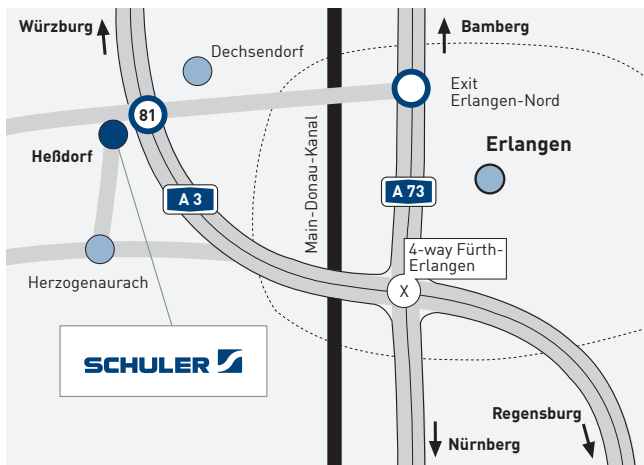 Würzburg
Bamberg
Dechsendorf
Exit
Erlangen-Nord
81
Heßdorf
Erlangen
Main-Donau-Kanal
A 3
A 73
4-way Fürth-
Erlangen
X
Herzogenaurach
SCHULER
Regensburg
Nürnberg